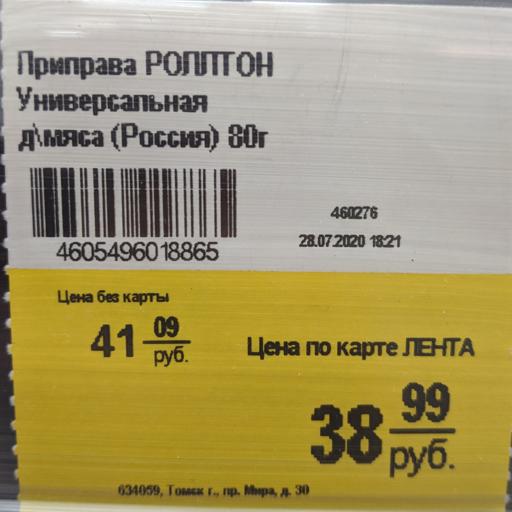 Приправа РОЛЛТОН
Универсальная
д\мяса (Россия) 80г
4605496018865
460276
28.07.2020 18:21
Цена без карты
41 09 руб.
Цена по карте ЛЕНТА
38 99 руб.
634059, Томск г., пр. Мира, д. 30